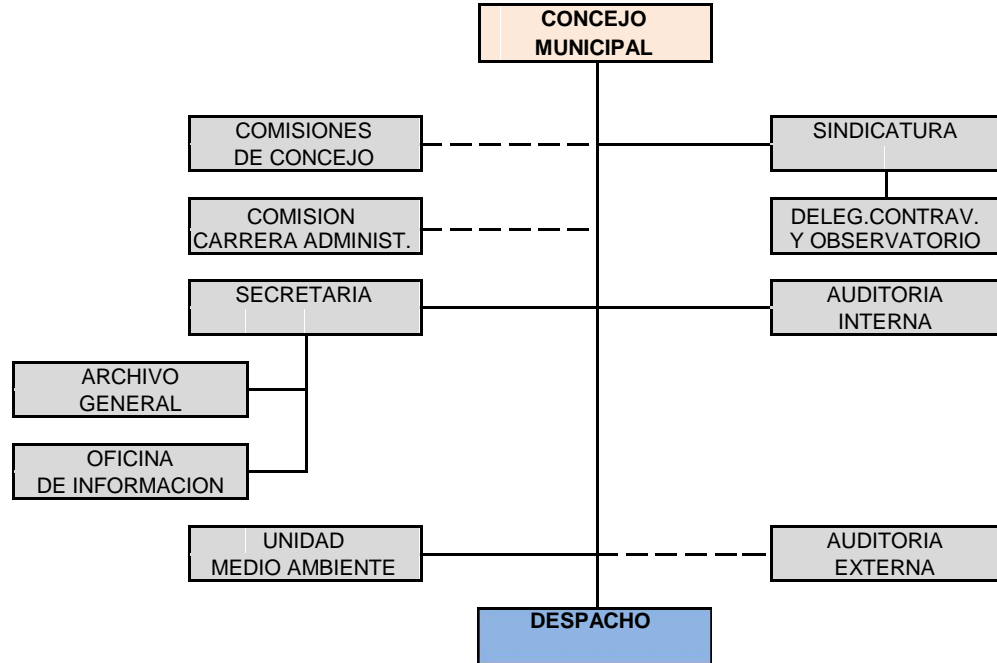 CONCEJO
MUNICIPAL
COMISIONES
DE CONCEJO
SINDICATURA
COMISION
CARRERA ADMINIST.
DELEG.CONTRAV.
Y OBSERVATORIO
SECRETARIA
AUDITORIA
INTERNA
ARCHIVO
GENERAL
OFICINA
DE INFORMACION
UNIDAD
MEDIO AMBIENTE
AUDITORIA
EXTERNA
DESPACHO